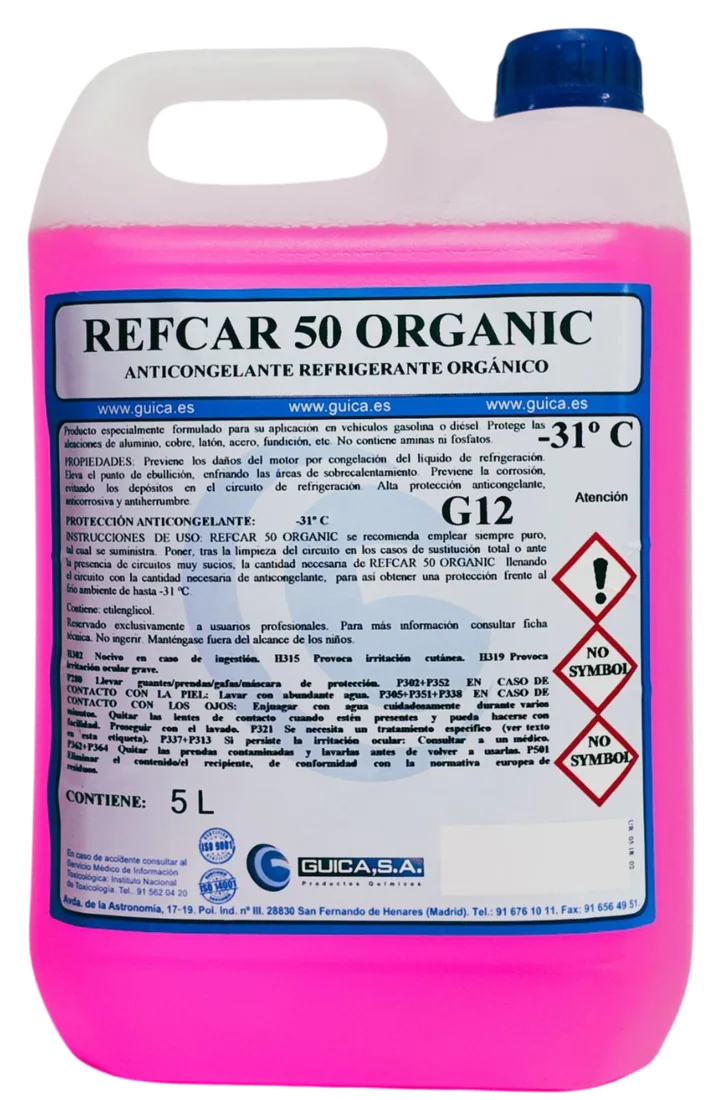 REFCAR 50 ORGANIC
ANTICONGELANTE REFRIGERANTE ORGÁNICO
www.guica.es www.guica.es www.guica.es
Producto especialmente formulado para su aplicación en vehículos gasolina o diésel. Protege las
aleaciones de aluminio, cobre, latón, acero, fundición, etc. No contiene aminas ni fosfatos.
-31º C
PROPIEDADES: Previene los daños del motor por congelación del líquido de refrigeración.
Eleva el punto de ebullición, enfriando las áreas de sobrecalentamiento. Previene la corrosión,
evitando los depósitos en el circuito de refrigeración. Alta protección anticongelante,
anticorrosiva y antiherrumbre.
Atención
G12
PROTECCIÓN ANTICONGELANTE: -31º C
INSTRUCCIONES DE USO: REFCAR 50 ORGANIC se recomienda emplear siempre puro,
tal cual se suministra. Poner, tras la limpieza del circuito en los casos de sustitución total o ante
la presencia de circuitos muy sucios, la cantidad necesaria de REFCAR 50 ORGANIC llenando
el circuito con la cantidad necesaria de anticongelante, para así obtener una protección frente al
frío ambiente de hasta -31 ºC.
Contiene: etilenglicol.
Reservado exclusivamente a usuarios profesionales. Para más información consultar ficha
técnica. No ingerir. Manténgase fuera del alcance de los niños.
H302 Nocivo en caso de ingestión. H315 Provoca irritación cutánea. H319 Provoca
irritación ocular grave.
P280 Llevar guantes/prendas/gafas/máscara de protección. P302+P352 EN CASO DE
CONTACTO CON LA PIEL: Lavar con abundante agua. P305+P351+P338 EN CASO DE
CONTACTO CON LOS OJOS: Enjuagar con agua cuidadosamente durante varios
minutos. Quitar las lentes de contacto cuando estén presentes y pueda hacerse con
facilidad. Proseguir con el lavado. P321 Se necesita un tratamiento específico (ver texto
en esta etiqueta). P337+P313 Si persiste la irritación ocular: Consultar a un médico.
P362+P364 Quitar las prendas contaminadas y lavarlas antes de volver a usarlas. P501
Eliminar el contenido/el recipiente, de conformidad con la normativa europea de
residuos.
NO
SYMBOL
NO
SYMBOL
CONTIENE: 5 L
ISO 9001
ISO 14001
GUICA,S.A.
Productos Químicos
En caso de accidente consultar al
Servicio Médico de Información
Toxicológica: Instituto Nacional
de Toxicología. Tel. 91 562 04 20
Avda. de la Astronomía, 17-19. Pol. Ind. nº III. 28830 San Fernando de Henares (Madrid). Tel.: 91 676 10 11. Fax: 91 656 49 51.